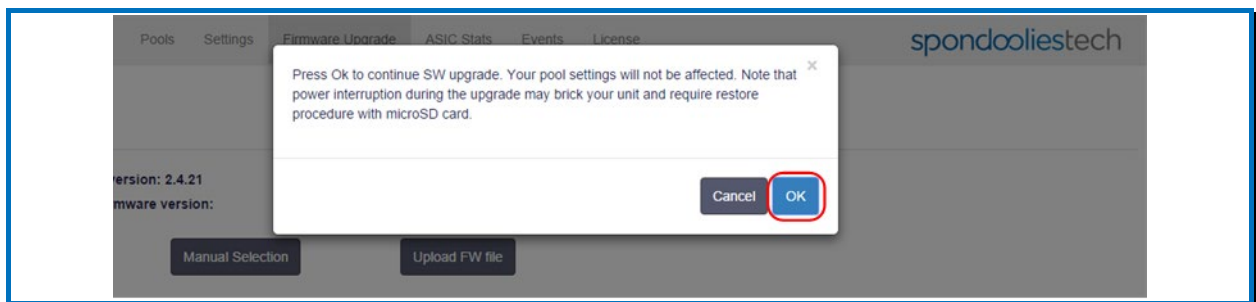 Pools Settings Firmware Upgrade ASIC Stats Events License spondooliestech
Press Ok to continue SW upgrade. Your pool settings will not be affected. Note that ×
power interruption during the upgrade may brick your unit and require restore
procedure with microSD card.
ersion: 2.4.21
mware version:
Cancel OK
Manual Selection Upload FW file